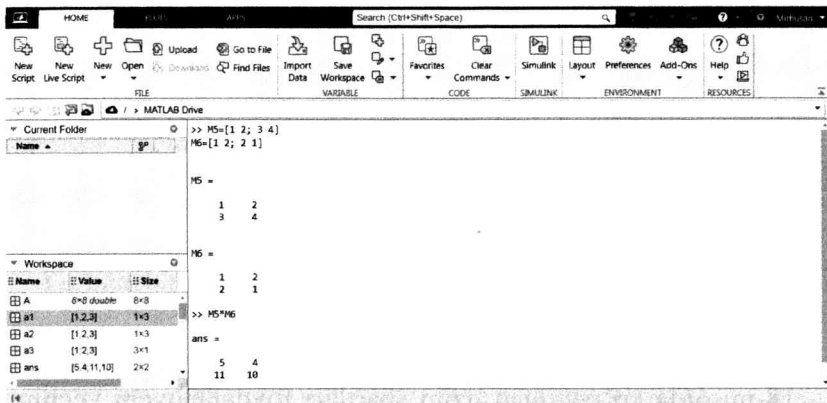 HOME PLOTS APPS Search (Ctrl+Shift+Space)
New Script New Live Script New Open Upload Download Go to File Find Files Import Data Save Workspace Favorites Clear Commands Simulink Layout Preferences Add-Ons Help
FILE VARIABLE CODE SIMULINK ENVIRONMENT RESOURCES
/ > MATLAB Drive
Current Folder
Name
>> M5=[1 2; 3 4]
M6=[1 2; 2 1]
M5 =
1 2
3 4
M6 =
1 2
2 1
>> M5*M6
ans =
5 4
11 10
Workspace
Name Value Size
A 8×8 double 8×8
a1 [1,2,3] 1×3
a2 [1,2,3] 1×3
a3 [1;2;3] 3×1
ans [5,4;11,10] 2×2